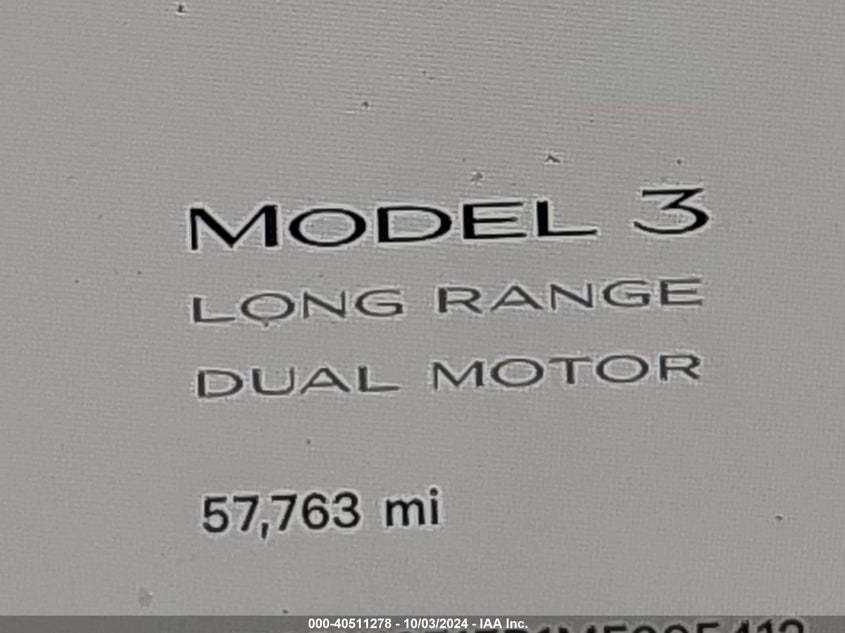 MODEL 3
LONG RANGE
DUAL MOTOR
57,763 mi
000-40511278 - 10/03/2024 - IAA Inc.